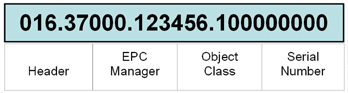 016.37000.123456.100000000
Header EPC Manager Object Class Serial Number